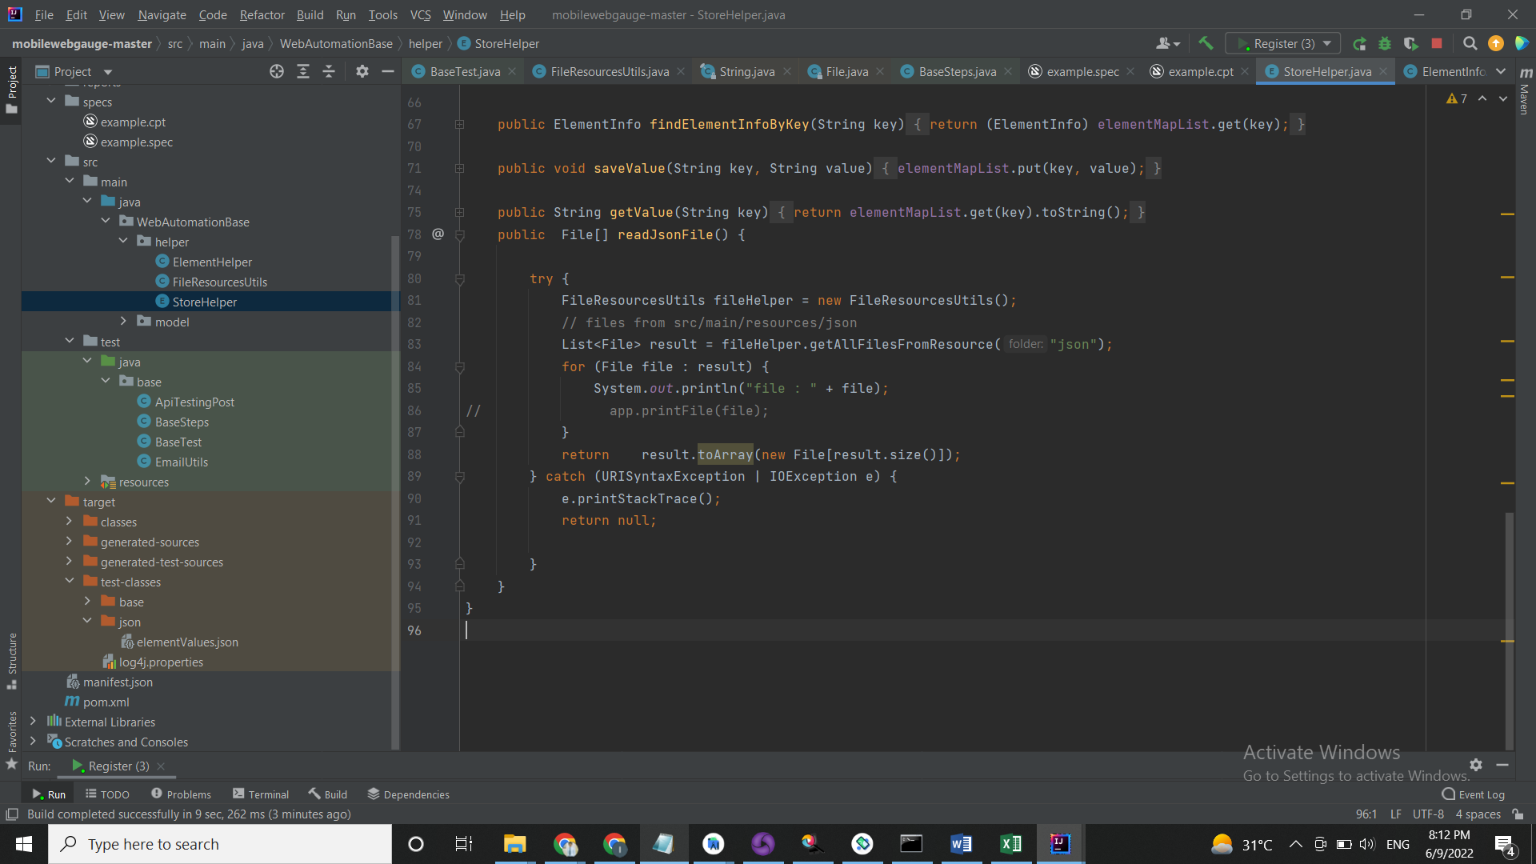 File Edit View Navigate Code Refactor Build Run Tools VCS Window Help mobilewebgauge-master - StoreHelper.java
mobilewebgauge-master src main java WebAutomationBase helper StoreHelper Register (3)
Project BaseTest.java FileResourcesUtils.java String.java File.java BaseSteps.java example.spec example.cpt StoreHelper.java ElementInfo
Project
Maven
7
specs
example.cpt
example.spec
src
main
java
WebAutomationBase
helper
ElementHelper
FileResourcesUtils
StoreHelper
model
test
java
base
ApiTestingPost
BaseSteps
BaseTest
EmailUtils
resources
target
classes
generated-sources
generated-test-sources
test-classes
base
json
elementValues.json
log4j.properties
manifest.json
pom.xml
External Libraries
Scratches and Consoles
Structure
Favorites
66
67 public ElementInfo findElementInfoByKey(String key) { return (ElementInfo) elementMapList.get(key); }
70
71 public void saveValue(String key, String value) { elementMapList.put(key, value); }
74
75 public String getValue(String key) { return elementMapList.get(key).toString(); }
78 @ public File[] readJsonFile() {
79
80 try {
81 FileResourcesUtils fileHelper = new FileResourcesUtils();
82 // files from src/main/resources/json
83 List<File> result = fileHelper.getAllFilesFromResource( folder: "json");
84 for (File file : result) {
85 System.out.println("file : " + file);
86 // app.printFile(file);
87 }
88 return result.toArray(new File[result.size()]);
89 } catch (URISyntaxException | IOException e) {
90 e.printStackTrace();
91 return null;
92
93 }
94 }
95 }
96
Activate Windows
Go to Settings to activate Windows.
Run: Register (3)
Run TODO Problems Terminal Build Dependencies Event Log
Build completed successfully in 9 sec, 262 ms (3 minutes ago) 96:1 LF UTF-8 4 spaces
Type here to search 31°C ENG 8:12 PM
6/9/2022 4